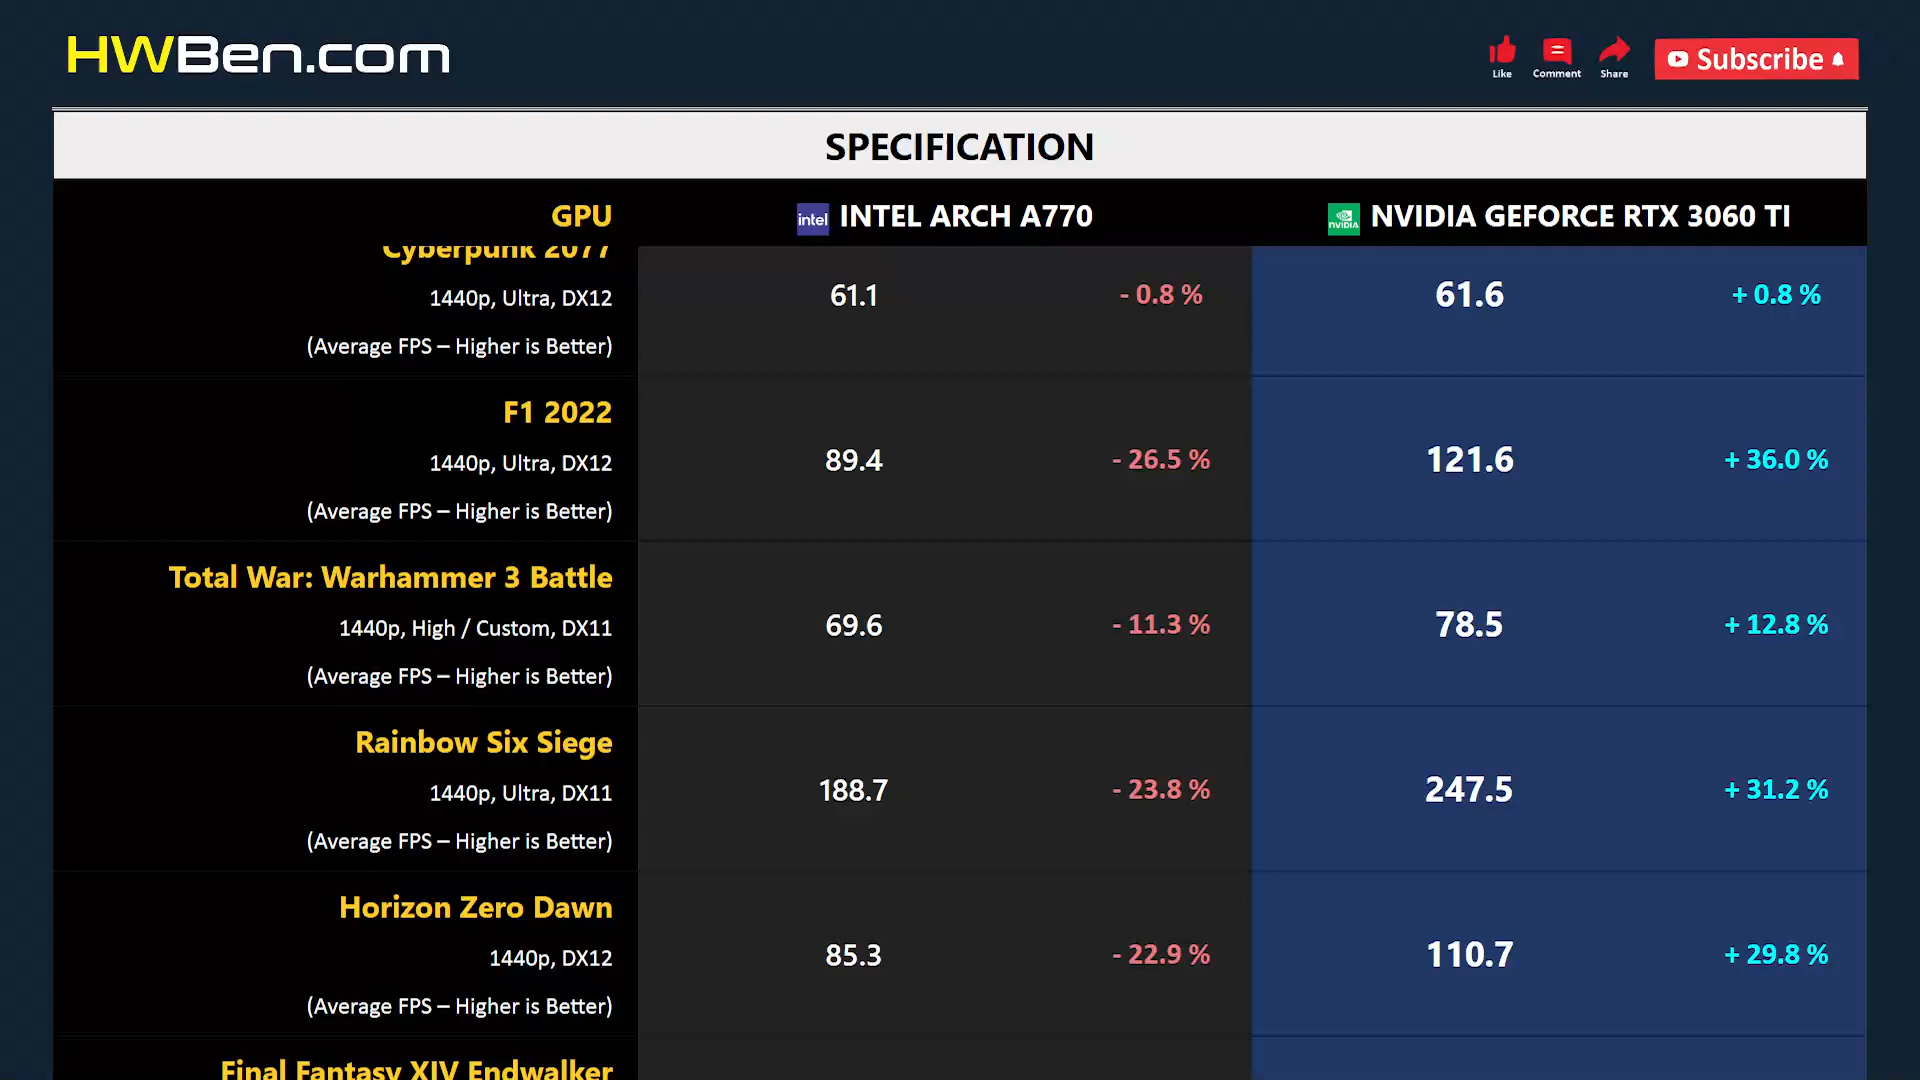 HWBen.com
Like
Comment
Share
Subscribe
SPECIFICATION
GPU
intel INTEL ARCH A770
NVIDIA NVIDIA GEFORCE RTX 3060 TI
Cyberpunk 2077
1440p, Ultra, DX12
(Average FPS – Higher is Better)
61.1
- 0.8 %
61.6
+ 0.8 %
F1 2022
1440p, Ultra, DX12
(Average FPS – Higher is Better)
89.4
- 26.5 %
121.6
+ 36.0 %
Total War: Warhammer 3 Battle
1440p, High / Custom, DX11
(Average FPS – Higher is Better)
69.6
- 11.3 %
78.5
+ 12.8 %
Rainbow Six Siege
1440p, Ultra, DX11
(Average FPS – Higher is Better)
188.7
- 23.8 %
247.5
+ 31.2 %
Horizon Zero Dawn
1440p, DX12
(Average FPS – Higher is Better)
85.3
- 22.9 %
110.7
+ 29.8 %
Final Fantasy XIV Endwalker